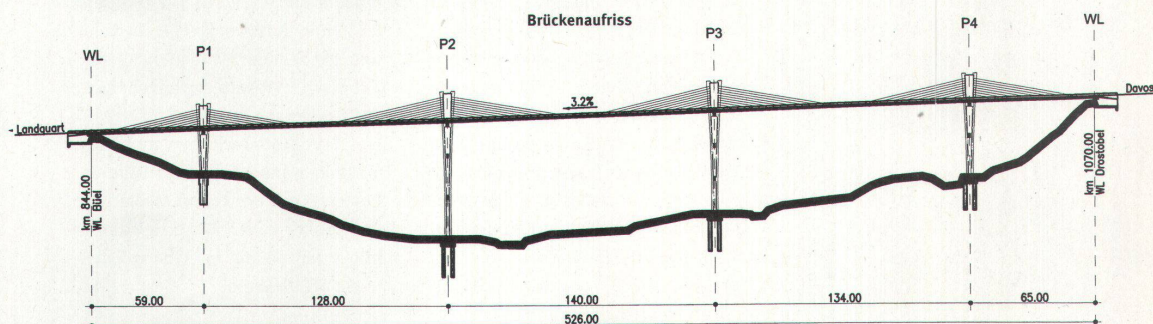 Brückenaufriss
WL
P1
P2
P3
P4
WL
3.2%
Landquart
Davos
km 844.00
WL Büel
km 1070.00
WL Drostobel
59.00
128.00
140.00
134.00
65.00
526.00